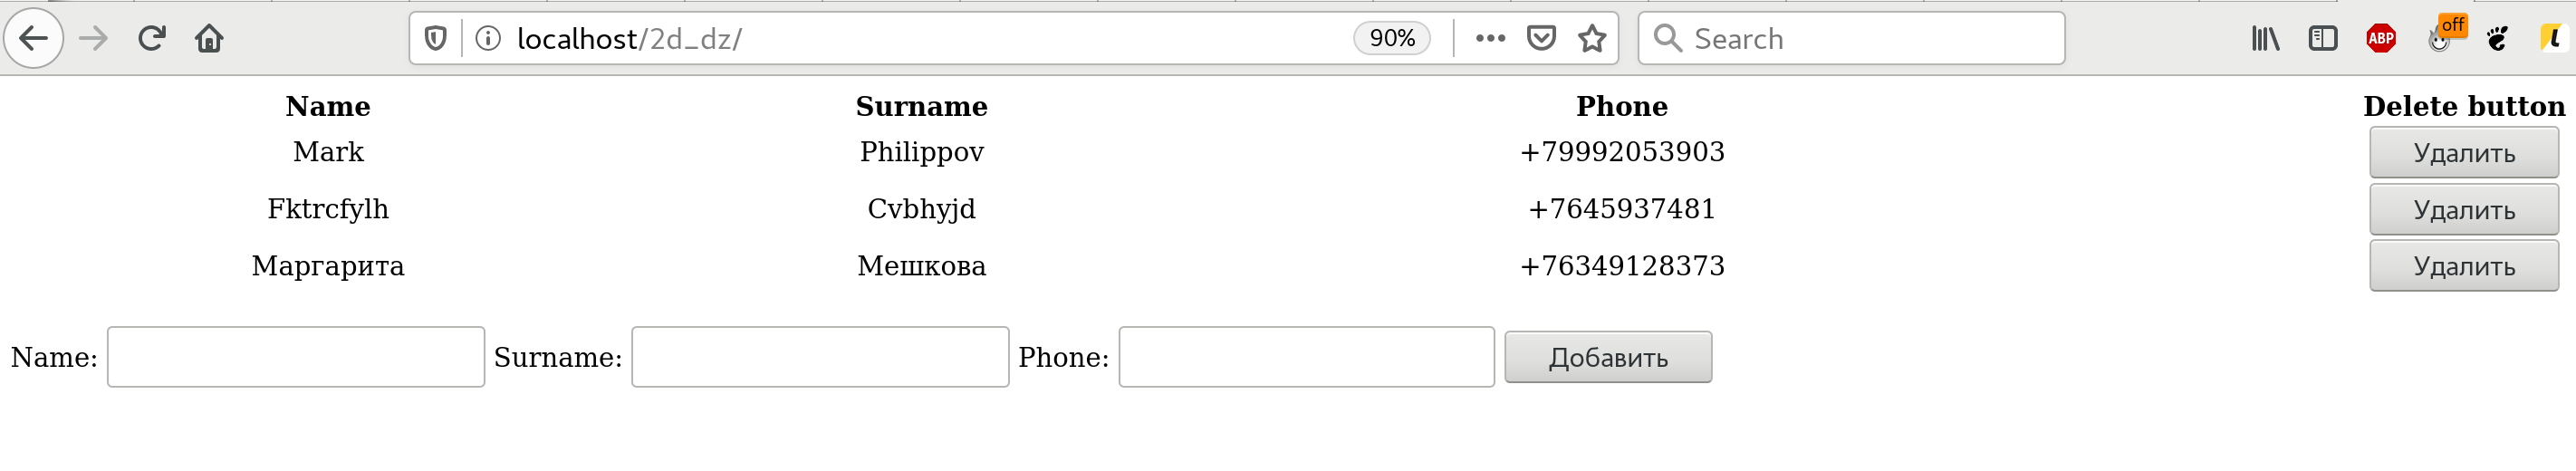 localhost/2d_dz/ 90% Search ABP off
Name Surname Phone Delete button
Mark Philippov +79992053903 Удалить
Fktrcfylh Cvbhyjd +7645937481 Удалить
Маргарита Мешкова +76349128373 Удалить
Name: Surname: Phone: Добавить